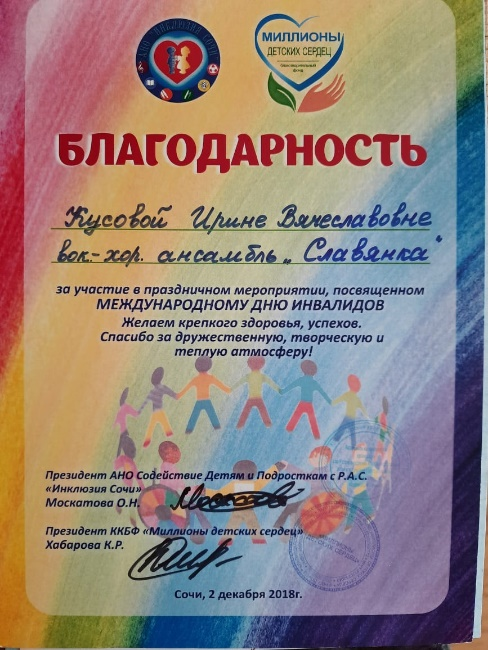 МИЛЛИОНЫ
ДЕТСКИХ СЕРДЕЦ
БЛАГОДАРНОСТЬ
Кусовой Ирине Вячеславовне
вок.-хор. ансамбль „Славянка"
за участие в праздничном мероприятии, посвященном
МЕЖДУНАРОДНОМУ ДНЮ ИНВАЛИДОВ
Желаем крепкого здоровья, успехов.
Спасибо за дружественную, творческую и
теплую атмосферу!
Президент АНО Содействие Детям и Подросткам с Р.А.С.
«Инклюзия Сочи»
Москатова О.Н.
Президент ККБФ «Миллионы детских сердец»
Хабарова К.Р.
Сочи, 2 декабря 2018г.